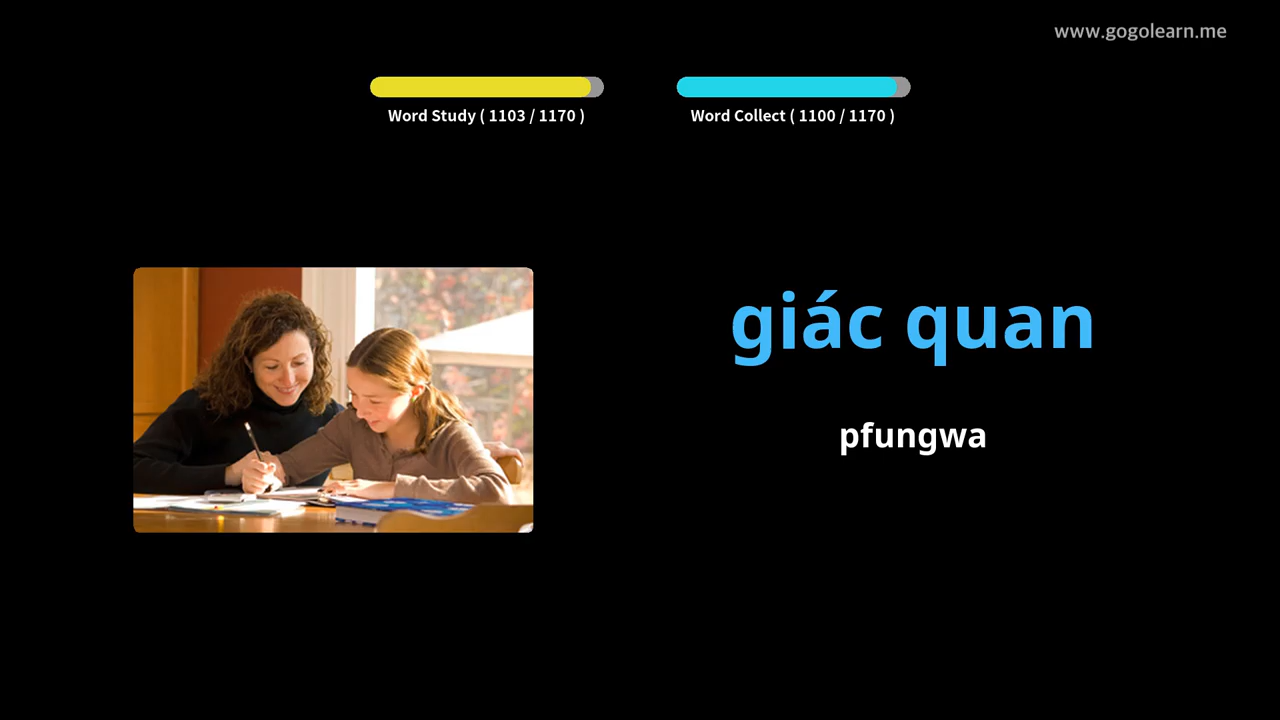 www.gogolearn.me
Word Study ( 1103 / 1170 )
Word Collect ( 1100 / 1170 )
giác quan
pfungwa